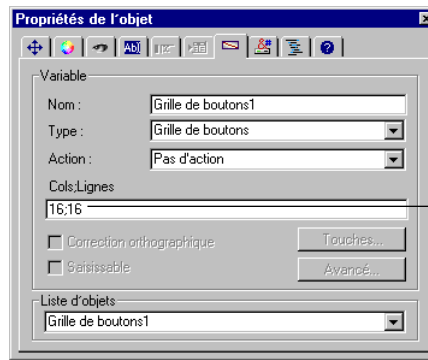 Propriétés de l'objet
Variable
Nom : Grille de boutons1
Type : Grille de boutons
Action : Pas d'action
Cols;Lignes
16;16
Correction orthographique
Touches...
Saisissable
Avancé...
Liste d'objets
Grille de boutons1